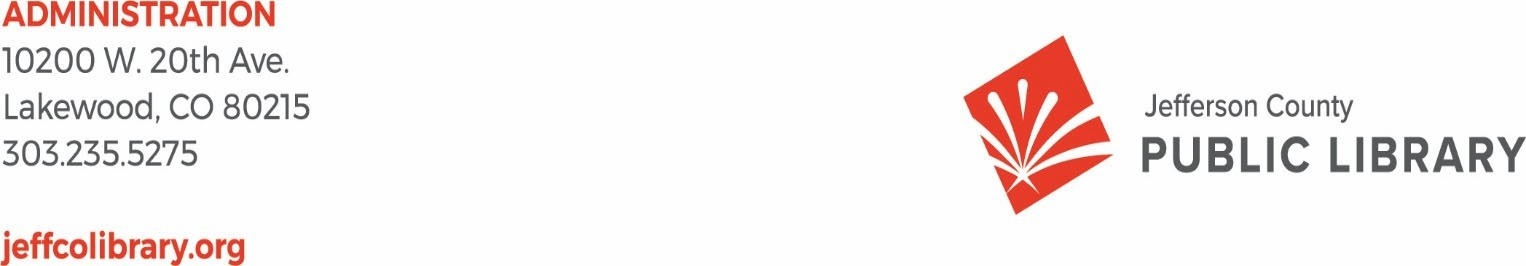 ADMINISTRATION
10200 W. 20th Ave.
Lakewood, CO 80215
303.235.5275
jeffcolibrary.org
Jefferson County
PUBLIC LIBRARY